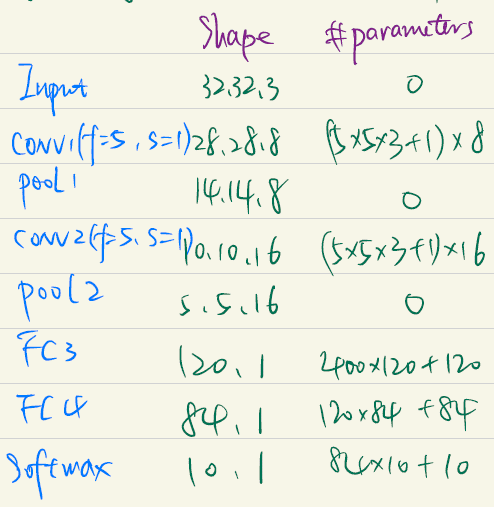 Shape #parameters
Input 32.32.3 0
CONV1(f=5, S=1) 28.28.8 (5×5×3+1)×8
pool1 14.14.8 0
CONV2(f=5. S=1) 10.10.16 (5×5×3+1)×16
pool2 5.5.16 0
FC3 120.1 2400×120+120
FC4 84.1 120×84+84
Softmax 10.1 84×10+10